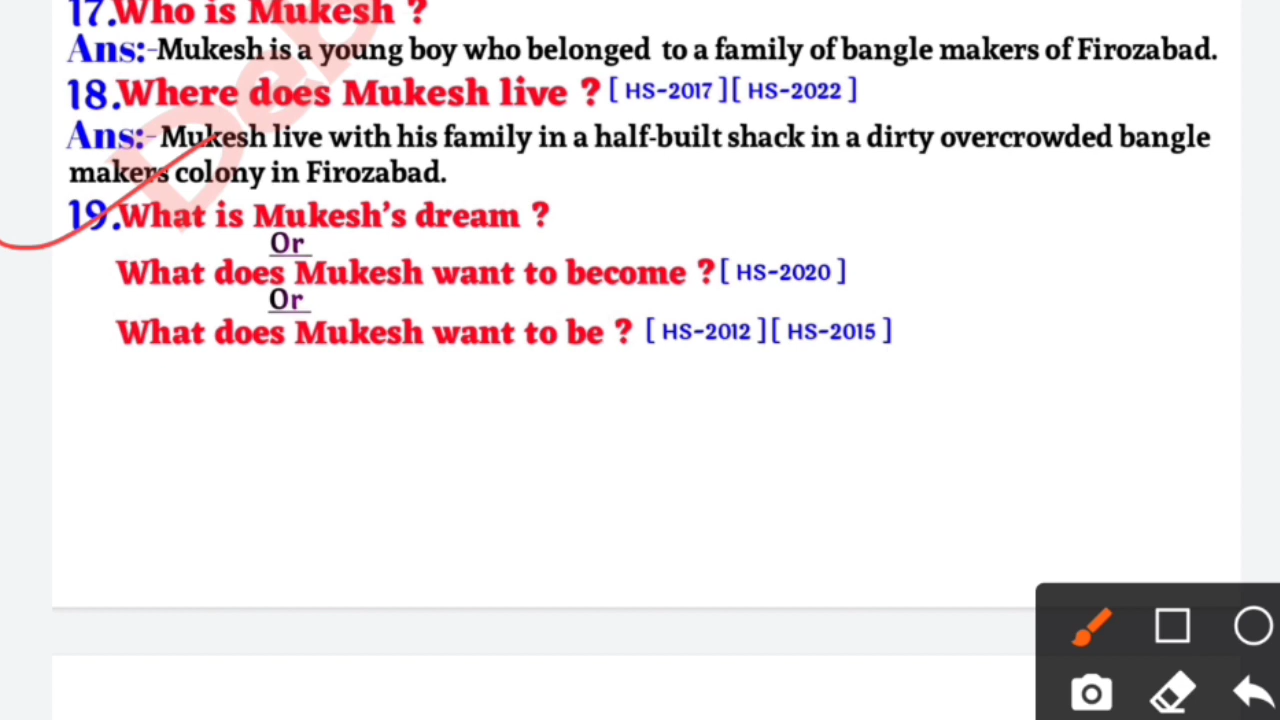 17.Who is Mukesh ?
Ans:-Mukesh is a young boy who belonged to a family of bangle makers of Firozabad.
18.Where does Mukesh live ? [ HS-2017 ][ HS-2022 ]
Ans:-Mukesh live with his family in a half-built shack in a dirty overcrowded bangle
makers colony in Firozabad.
19.What is Mukesh's dream ?
Or
What does Mukesh want to become ?[ HS-2020 ]
Or
What does Mukesh want to be ? [ HS-2012 ][ HS-2015 ]